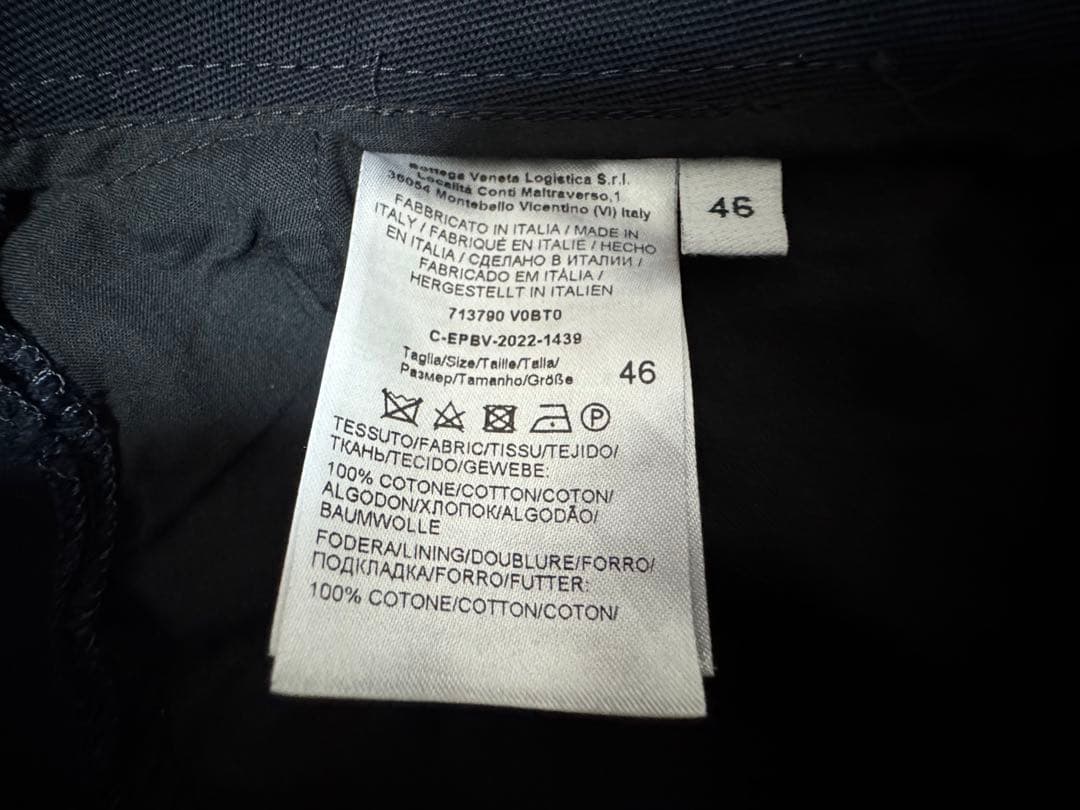 Bottega Veneta Logistica S.r.l.
Località Conti Maltraverso,1
36054 Montebello Vicentino (VI) Italy
FABBRICATO IN ITALIA / MADE IN
ITALY / FABRIQUÉ EN ITALIE / HECHO
EN ITALIA / СДЕЛАНО В ИТАЛИИ /
FABRICADO EM ITÀLIA /
HERGESTELLT IN ITALIEN
713790 V0BT0
C-EPBV-2022-1439
Taglia/Size/Taille/Talla/
Размер/Tamanho/Größe
46
P
TESSUTO/FABRIC/TISSU/TEJIDO/
ТКАНЬ/TECIDO/GEWEBE:
100% COTONE/COTTON/COTON/
ALGODON/ХЛОПОК/ALGODÃO/
BAUMWOLLE
FODERA/LINING/DOUBLURE/FORRO/
ПОДКЛАДКА/FORRO/FUTTER:
100% COTONE/COTTON/COTON/
46